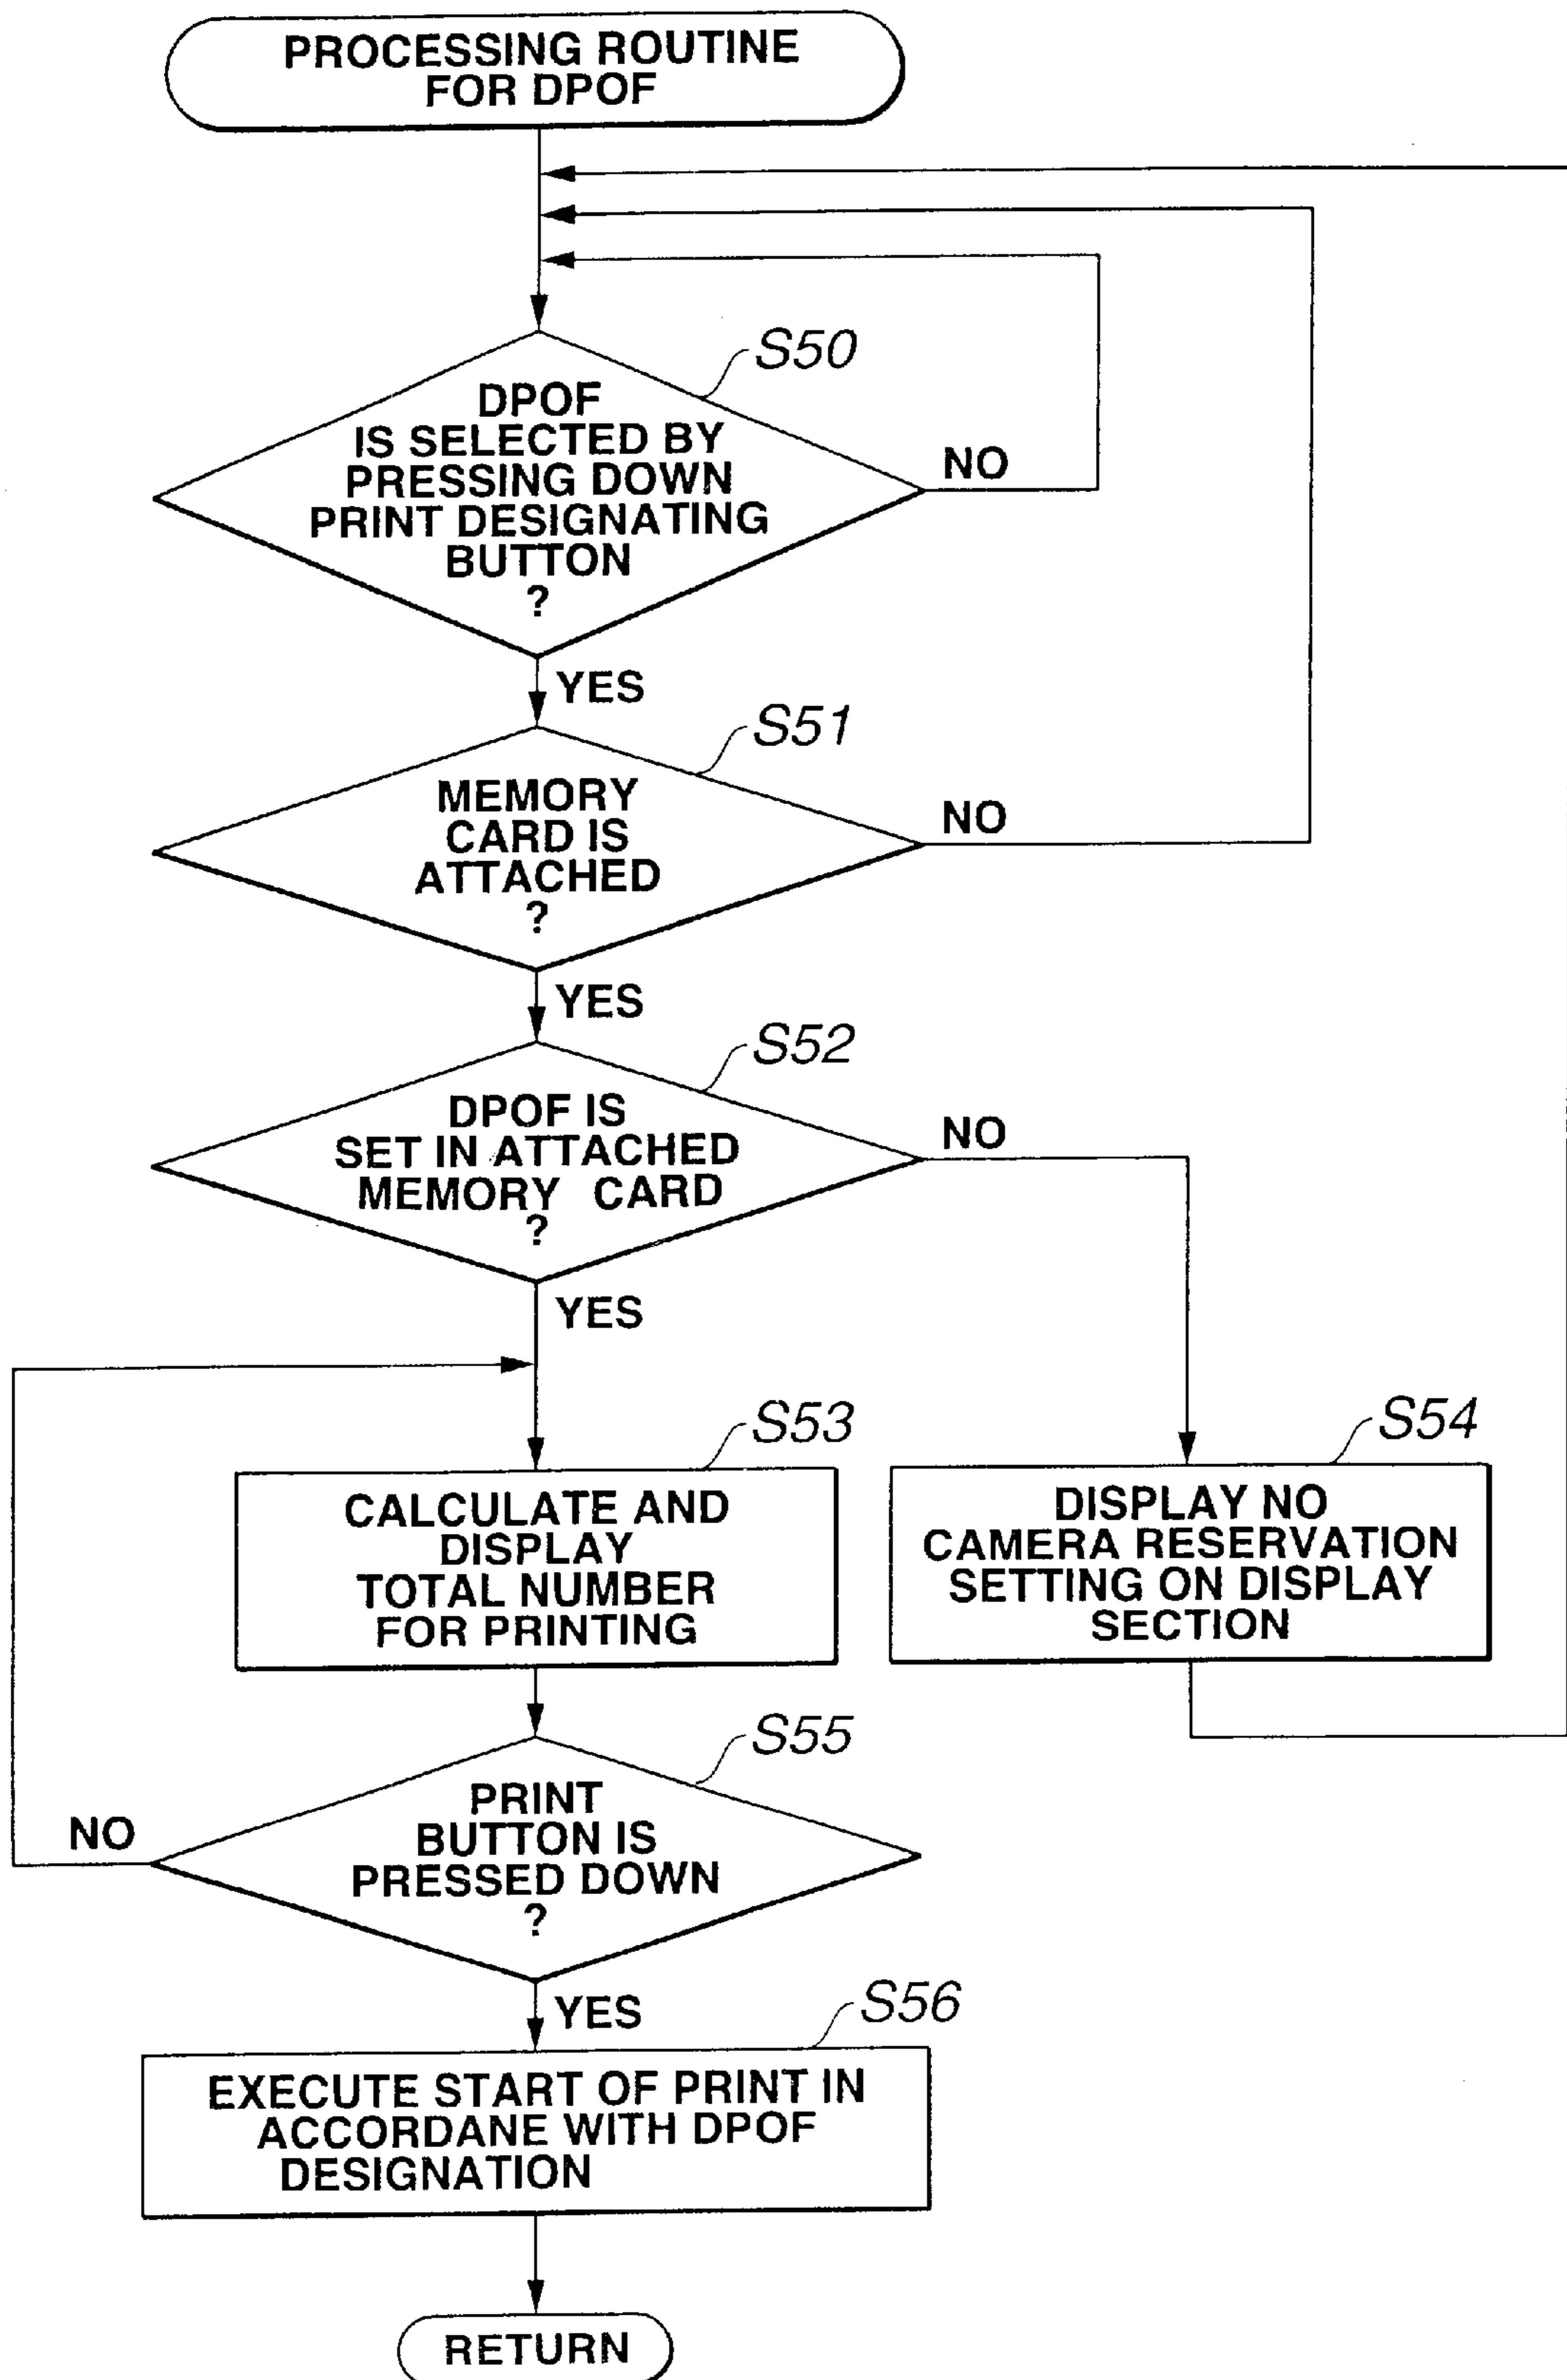 PROCESSING ROUTINE
FOR DPOF
S50
DPOF
IS SELECTED BY
PRESSING DOWN
PRINT DESIGNATING
BUTTON
?
NO
YES
S51
MEMORY
CARD IS
ATTACHED
?
NO
YES
S52
DPOF IS
SET IN ATTACHED
MEMORY CARD
?
NO
YES
S53
CALCULATE AND
DISPLAY
TOTAL NUMBER
FOR PRINTING
S54
DISPLAY NO
CAMERA RESERVATION
SETTING ON DISPLAY
SECTION
S55
PRINT
BUTTON IS
PRESSED DOWN
?
NO
YES
S56
EXECUTE START OF PRINT IN
ACCORDANE WITH DPOF
DESIGNATION
RETURN